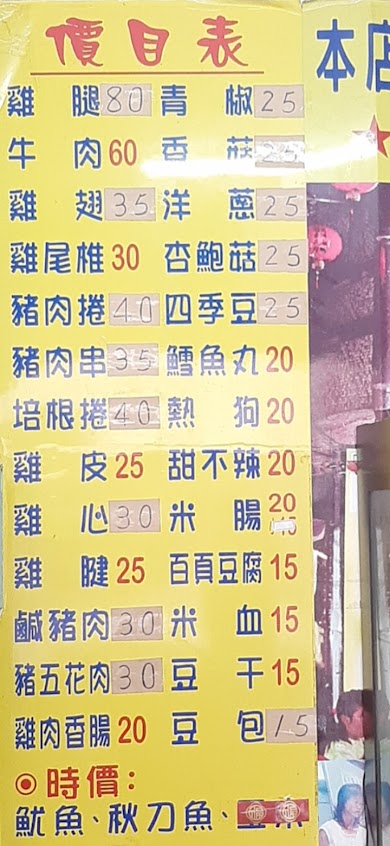 價目表
雞腿80 青椒25
牛肉60 香菇25
雞翅35 洋蔥25
雞尾椎30 杏鮑菇25
豬肉捲40 四季豆25
豬肉串35 鱈魚丸20
培根捲40 熱狗20
雞皮25 甜不辣20
雞心30 米腸20
雞腱25 百頁豆腐15
鹹豬肉30 米血15
豬五花肉30 豆干15
雞肉香腸20 豆包15
◉時價:
魷魚、秋刀魚、
本店